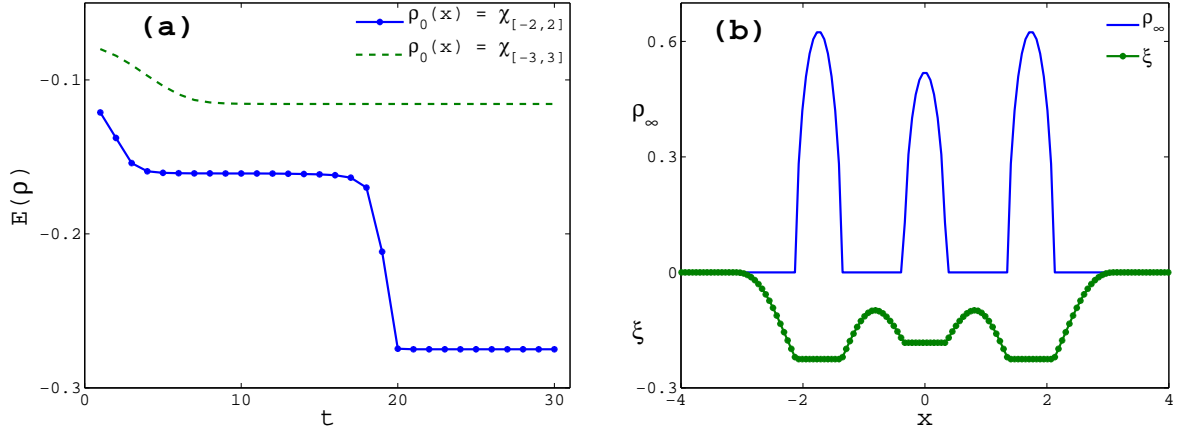 (a)
ρ₀(x) = χ[-2,2]
ρ₀(x) = χ[-3,3]
-0.1
-0.2
-0.3
E(ρ)
0
10
20
30
t
(b)
ρ∞
ξ
0.6
0.3
0
-0.3
ρ∞
ξ
-4
-2
0
2
4
x